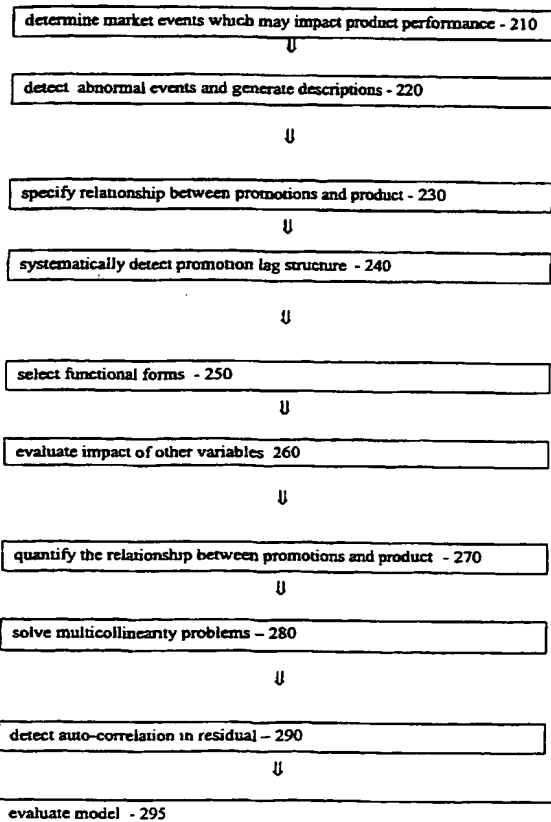 determine market events which may impact product performance - 210
⇓
detect abnormal events and generate descriptions - 220
⇓
specify relationship between promotions and product - 230
⇓
systematically detect promotion lag structure - 240
⇓
select functional forms - 250
⇓
evaluate impact of other variables 260
⇓
quantify the relationship between promotions and product - 270
⇓
solve multicollineanty problems – 280
⇓
detect auto-correlation in residual – 290
⇓
evaluate model - 295